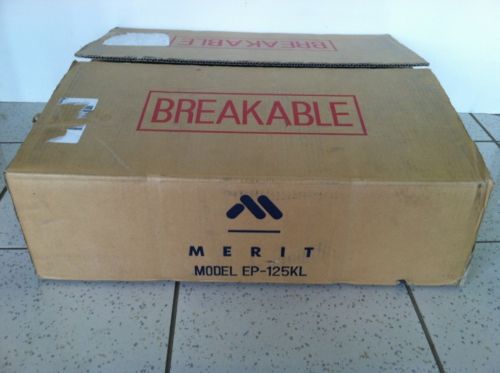 BREAKABLE
BREAKABLE
MERIT
MODEL EP-125KL